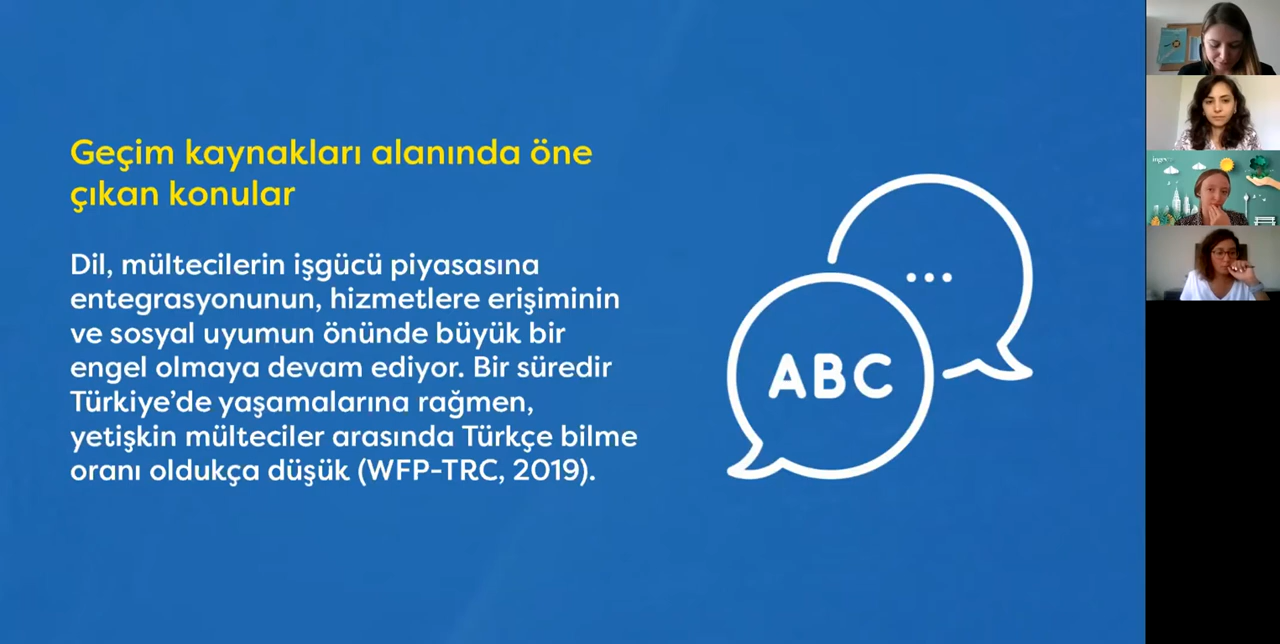 Geçim kaynakları alanında öne
çıkan konular
Dil, mültecilerin işgücü piyasasına
entegrasyonunun, hizmetlere erişiminin
ve sosyal uyumun önünde büyük bir
engel olmaya devam ediyor. Bir süredir
Türkiye’de yaşamalarına rağmen,
yetişkin mülteciler arasında Türkçe bilme
oranı oldukça düşük (WFP-TRC, 2019).
ABC